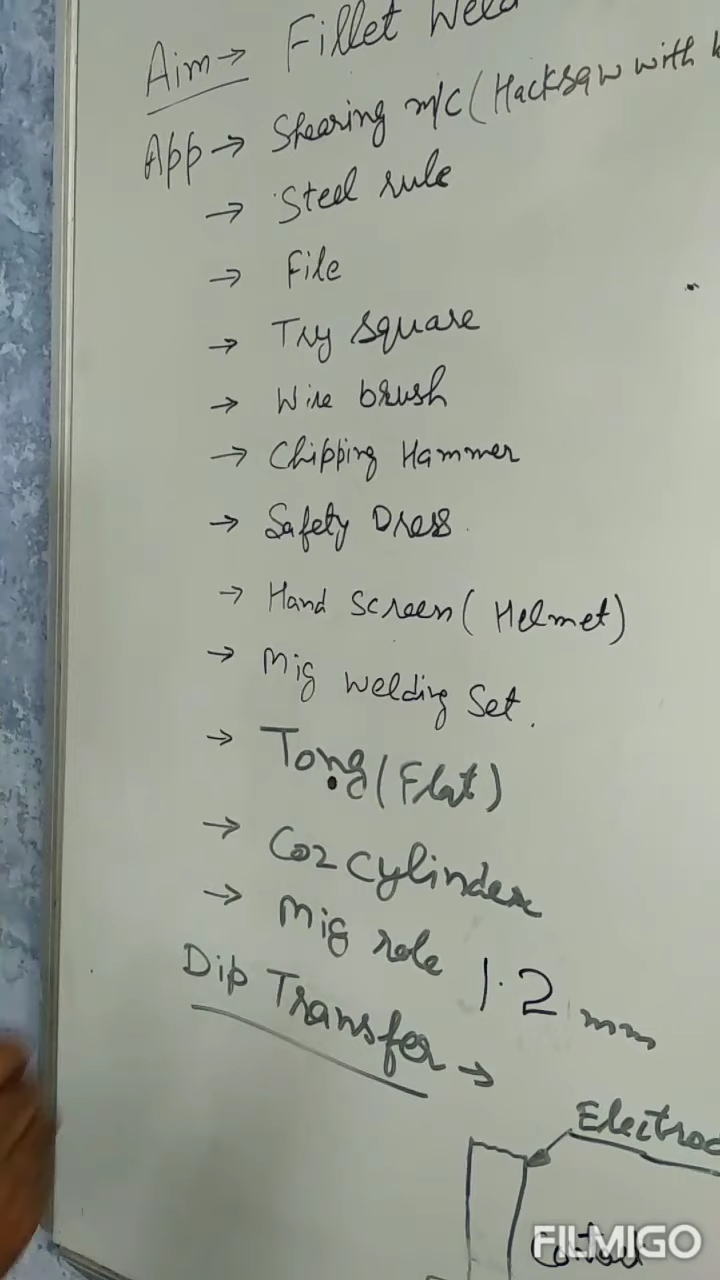 Aim → Fillet Weld
App → Shearing m/c (Hacksaw with
→ Steel rule
→ File
→ Try square
→ Wire brush
→ Chipping Hammer
→ Safety Dress
→ Hand Screen (Helmet)
→ Mig Welding Set.
→ Tong (Flat)
→ Co2 Cylinder
→ Mig role 1.2 mm
Dip Transfer →
Electrod
FILMIGO